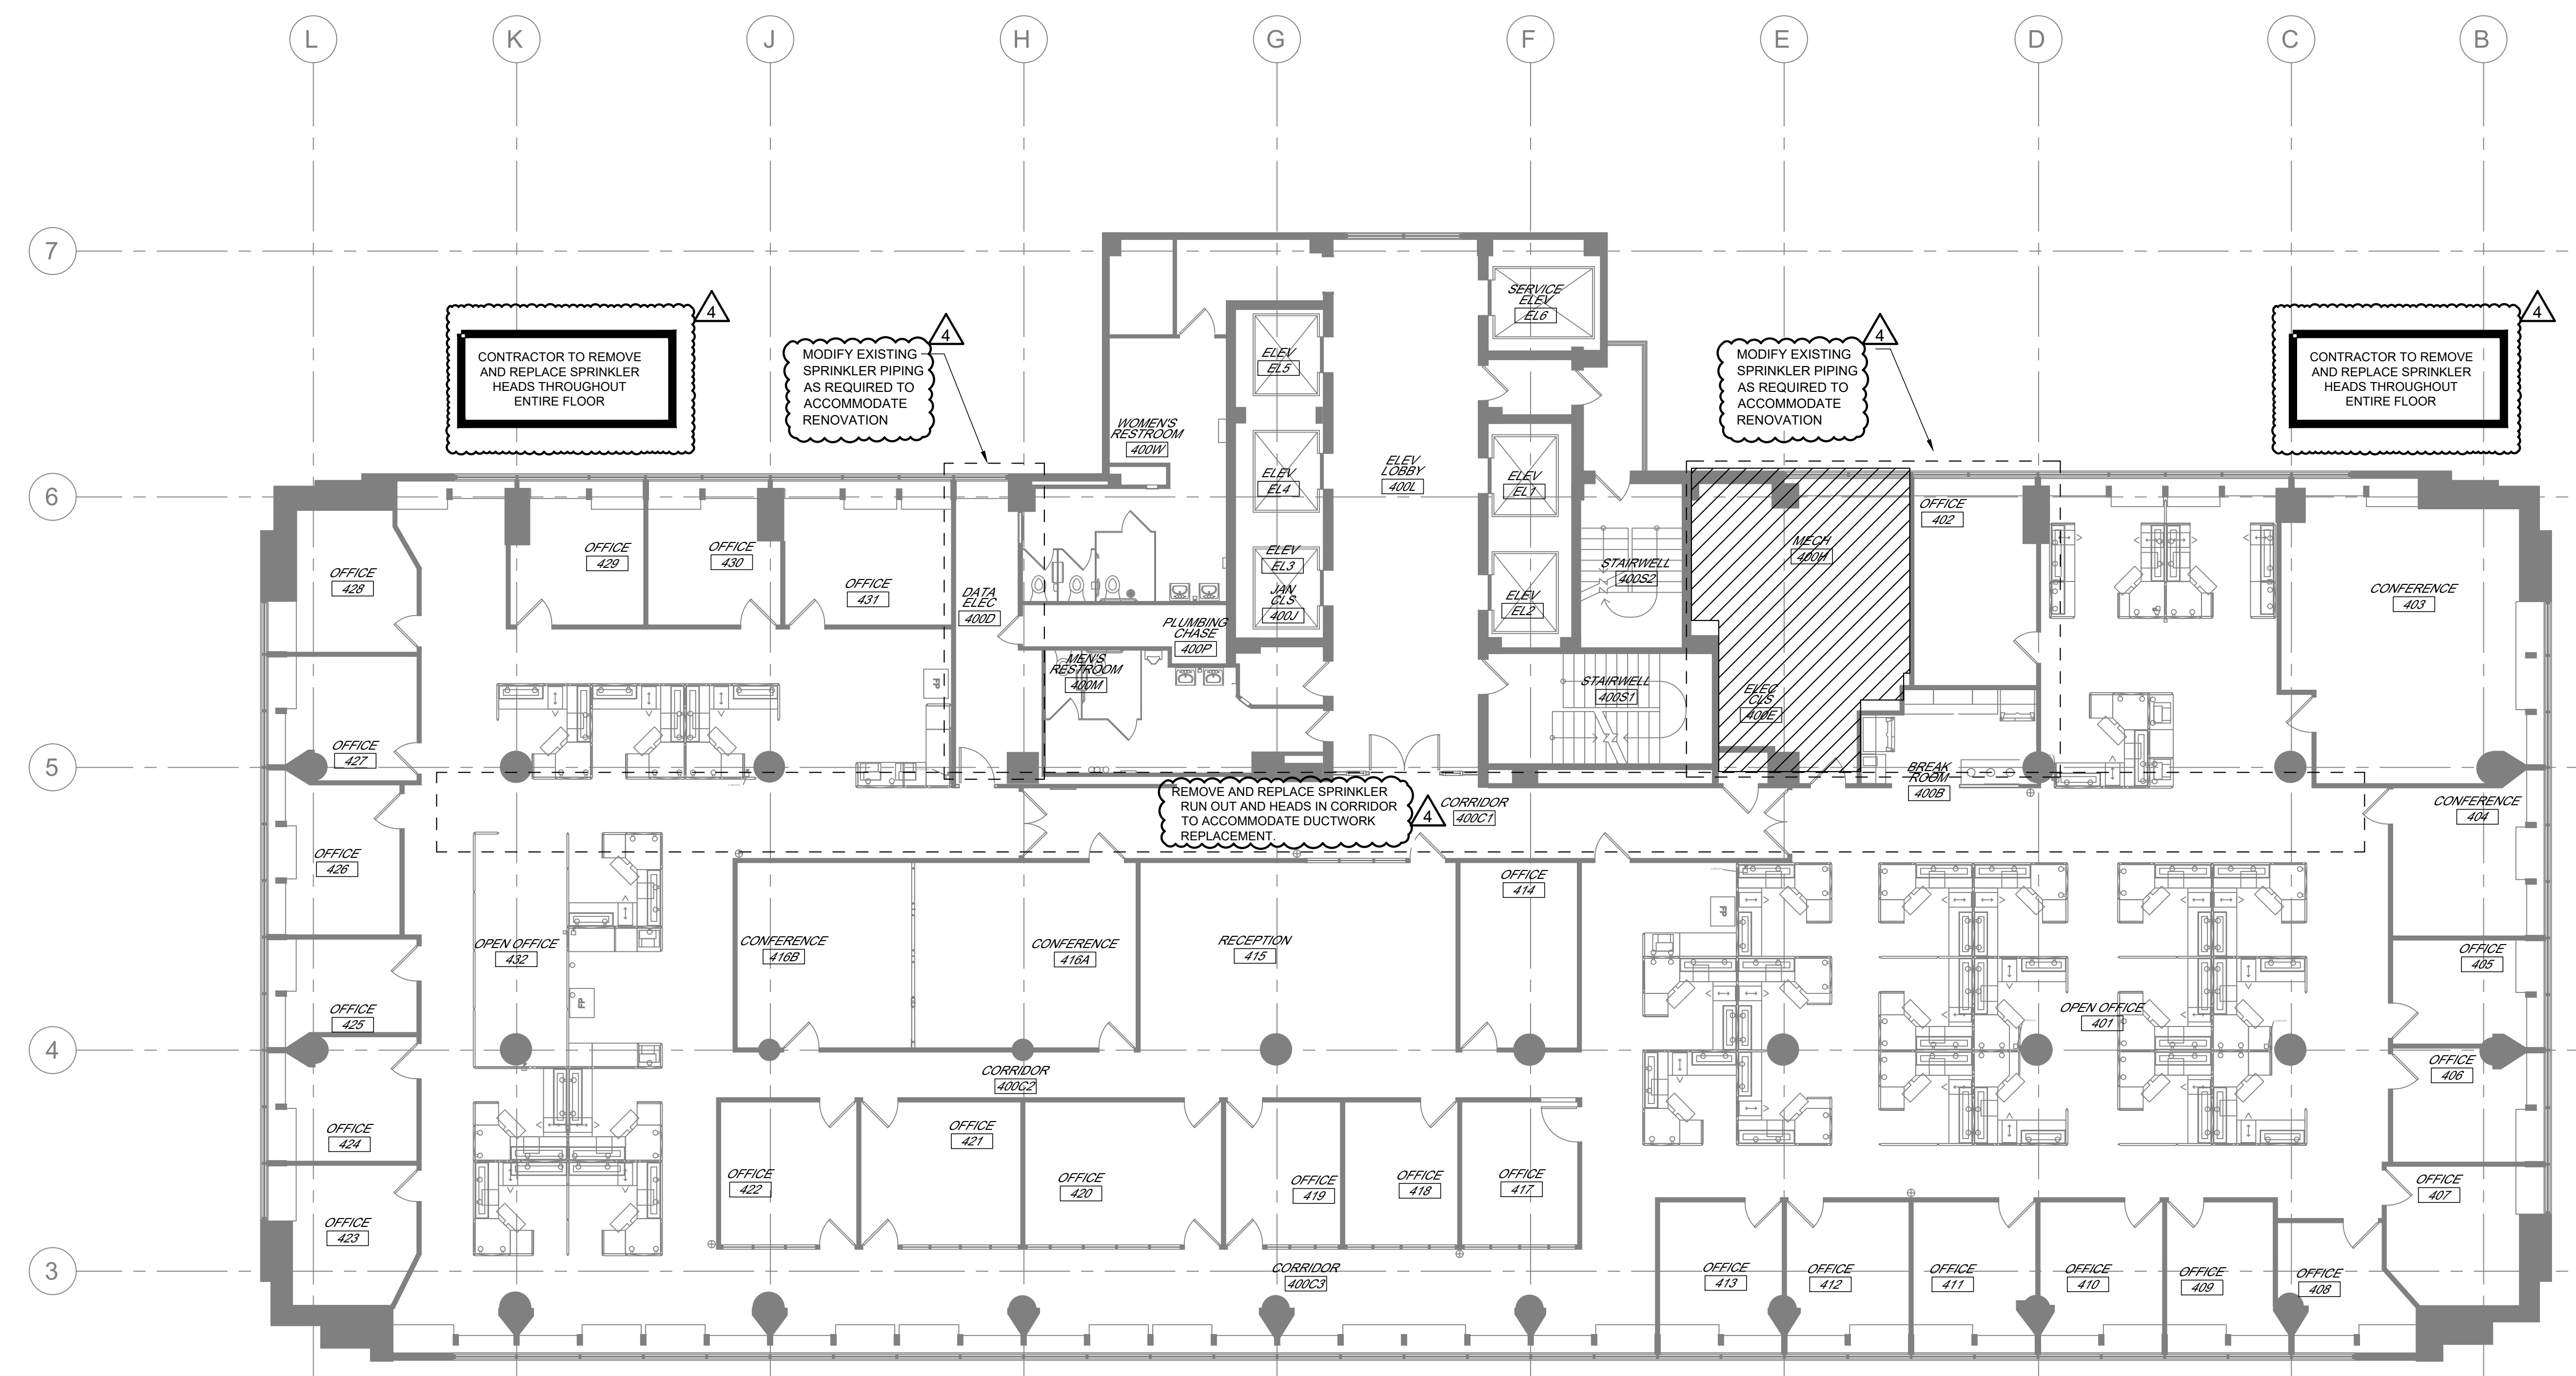 L
K
J
H
G
F
E
D
C
B
7
6
5
4
3
CONTRACTOR TO REMOVE
AND REPLACE SPRINKLER
HEADS THROUGHOUT
ENTIRE FLOOR
4
MODIFY EXISTING
SPRINKLER PIPING
AS REQUIRED TO
ACCOMMODATE
RENOVATION
4
MODIFY EXISTING
SPRINKLER PIPING
AS REQUIRED TO
ACCOMMODATE
RENOVATION
4
CONTRACTOR TO REMOVE
AND REPLACE SPRINKLER
HEADS THROUGHOUT
ENTIRE FLOOR
4
SERVICE
ELEV
EL6
ELEV
EL5
WOMEN'S
RESTROOM
400W
ELEV
EL4
ELEV
LOBBY
400L
ELEV
EL1
OFFICE
402
OFFICE
428
OFFICE
429
OFFICE
430
OFFICE
431
DATA
ELEC
400D
ELEV
EL3
JAN
CLS
400J
ELEV
EL2
STAIRWELL
400S2
MECH
400H
CONFERENCE
403
PLUMBING
CHASE
400P
MEN'S
RESTROOM
400M
STAIRWELL
400S1
ELEC
CLS
400E
FP
OFFICE
427
BREAK
ROOM
400B
REMOVE AND REPLACE SPRINKLER
RUN OUT AND HEADS IN CORRIDOR
TO ACCOMMODATE DUCTWORK
REPLACEMENT.
4
CORRIDOR
400C1
CONFERENCE
404
OFFICE
426
OFFICE
414
FP
OPEN OFFICE
432
CONFERENCE
416B
CONFERENCE
416A
RECEPTION
415
OFFICE
405
FP
OFFICE
425
OPEN OFFICE
401
CORRIDOR
400C2
OFFICE
406
OFFICE
424
OFFICE
421
OFFICE
422
OFFICE
420
OFFICE
419
OFFICE
418
OFFICE
417
OFFICE
407
OFFICE
423
CORRIDOR
400C3
OFFICE
413
OFFICE
412
OFFICE
411
OFFICE
410
OFFICE
409
OFFICE
408